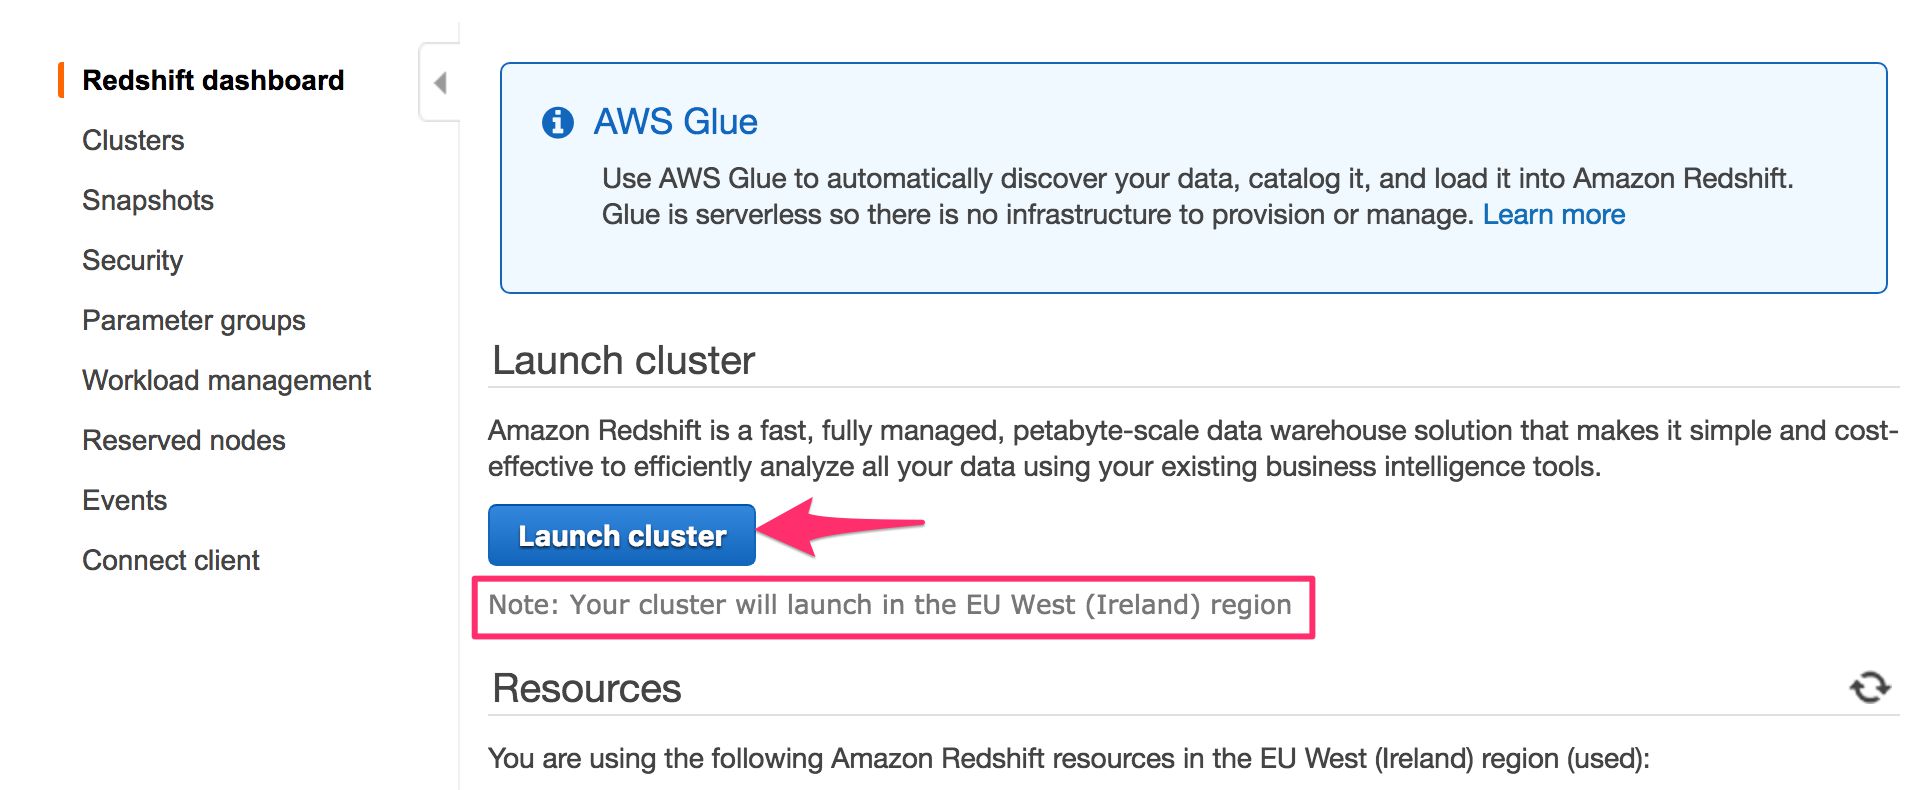 Redshift dashboard
Clusters
Snapshots
Security
Parameter groups
Workload management
Reserved nodes
Events
Connect client
AWS Glue
Use AWS Glue to automatically discover your data, catalog it, and load it into Amazon Redshift.
Glue is serverless so there is no infrastructure to provision or manage. Learn more
Launch cluster
Amazon Redshift is a fast, fully managed, petabyte-scale data warehouse solution that makes it simple and cost-
effective to efficiently analyze all your data using your existing business intelligence tools.
Launch cluster
Note: Your cluster will launch in the EU West (Ireland) region
Resources
You are using the following Amazon Redshift resources in the EU West (Ireland) region (used):